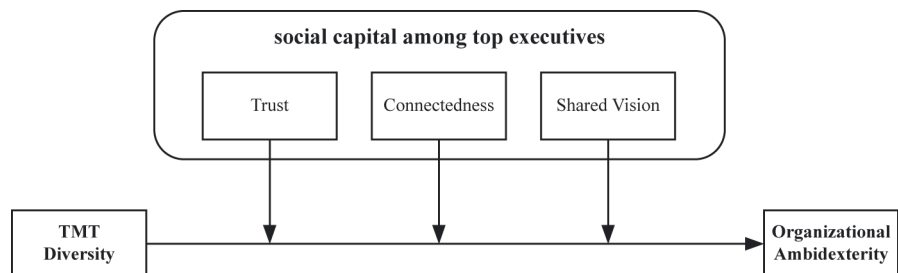 social capital among top executives
Trust
Connectedness
Shared Vision
TMT
Diversity
Organizational
Ambidexterity